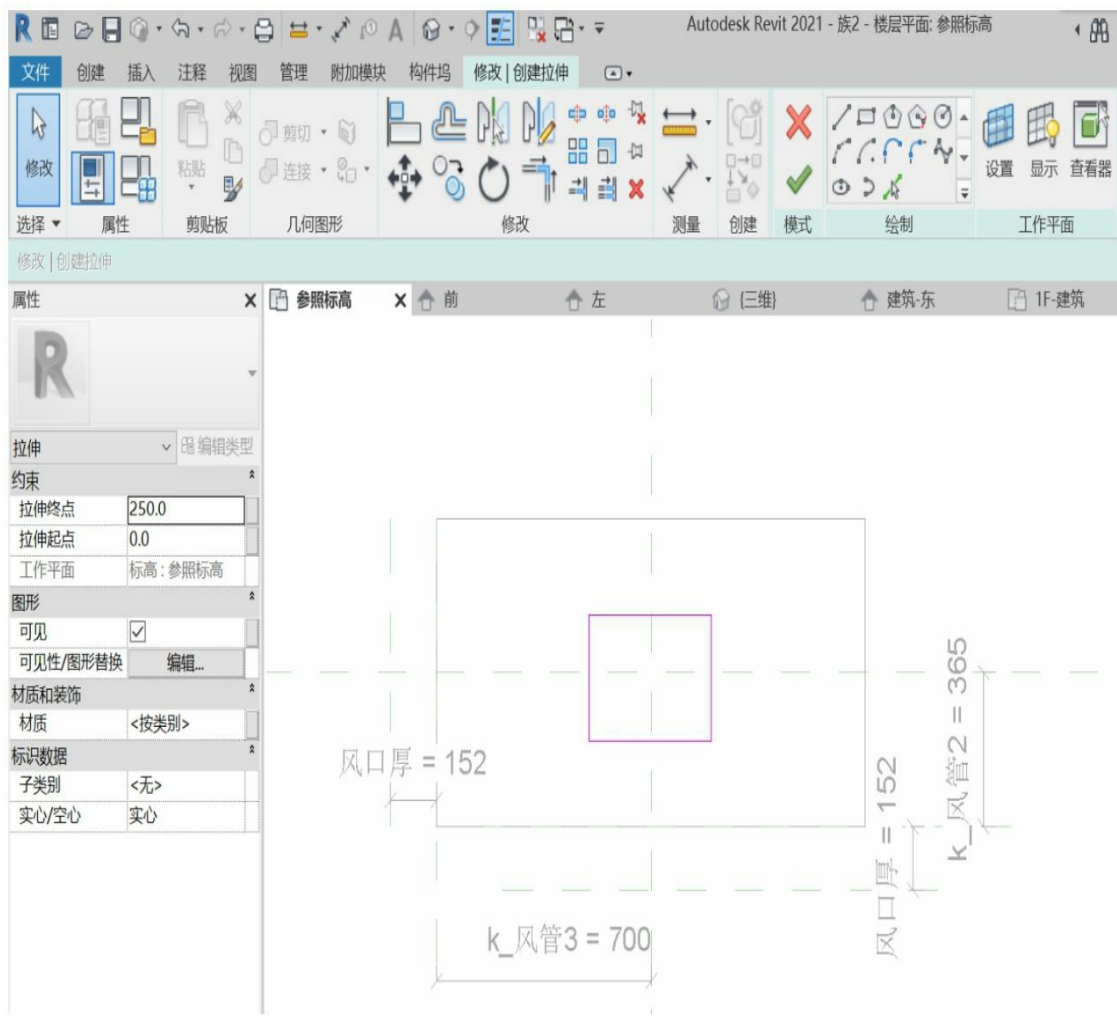 Autodesk Revit 2021 - 族2 - 楼层平面: 参照标高
文件 创建 插入 注释 视图 管理 附加模块 构件坞 修改 | 创建拉伸
修改 粘贴 剪切 连接 设置 显示 查看器
选择 属性 剪贴板 几何图形 修改 测量 创建 模式 绘制 工作平面
修改 | 创建拉伸
属性
参照标高 前 左 {三维} 建筑-东 1F-建筑
拉伸 编辑类型
约束
拉伸终点 250.0
拉伸起点 0.0
工作平面 标高 : 参照标高
图形
可见
可见性/图形替换 编辑...
材质和装饰
材质 <按类别>
标识数据
子类别 <无>
实心/空心 实心
风口厚 = 152
k_风管2 = 365
风口厚 = 152
k_风管3 = 700